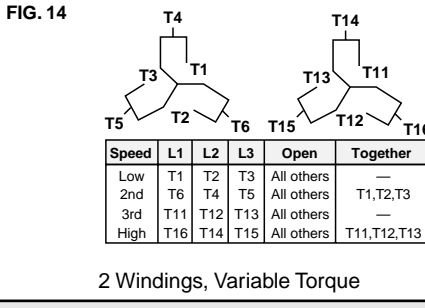 FIG. 14
T4 T14
T3 T1 T13 T11
T5 T2 T6 T15 T12 T16
Speed L1 L2 L3 Open Together
Low T1 T2 T3 All others —
2nd T6 T4 T5 All others T1,T2,T3
3rd T11 T12 T13 All others —
High T16 T14 T15 All others T11,T12,T13
2 Windings, Variable Torque